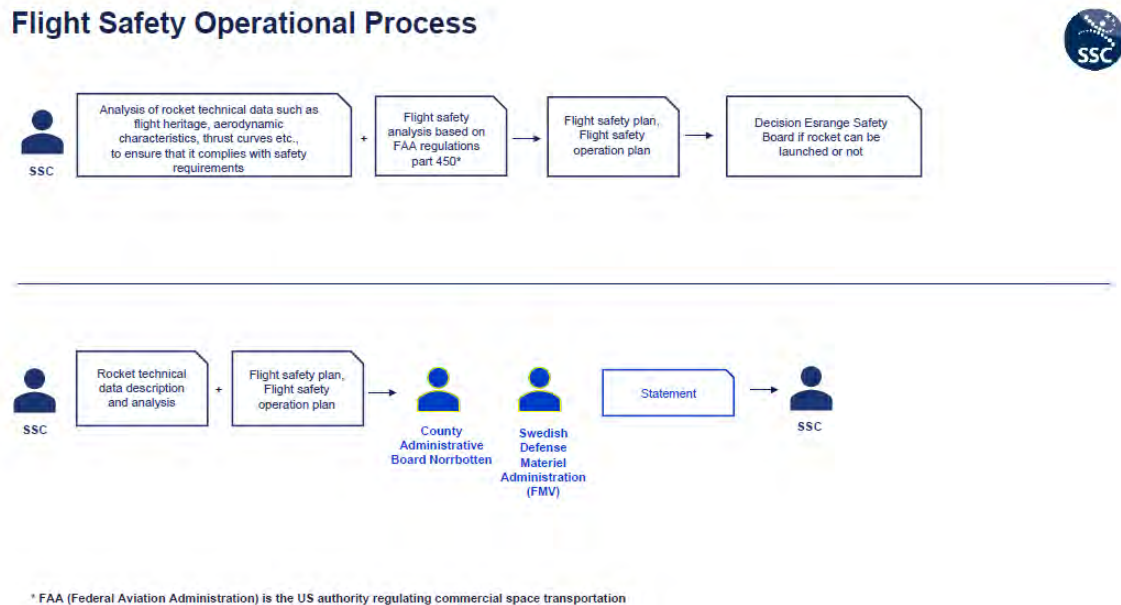 Flight Safety Operational Process
SSC
Analysis of rocket technical data such as
flight heritage, aerodynamic
characteristics, thrust curves etc.,
to ensure that it complies with safety
requirements
+
Flight safety
analysis based on
FAA regulations
part 450*
Flight safety plan,
Flight safety
operation plan
Decision Esrange Safety
Board if rocket can be
launched or not
SSC
Rocket technical
data description
and analysis
+
Flight safety plan,
Flight safety
operation plan
Statement
SSC
County
Administrative
Board Norrbotten
Swedish
Defense
Materiel
Administration
(FMV)
SSC
* FAA (Federal Aviation Administration) is the US authority regulating commercial space transportation